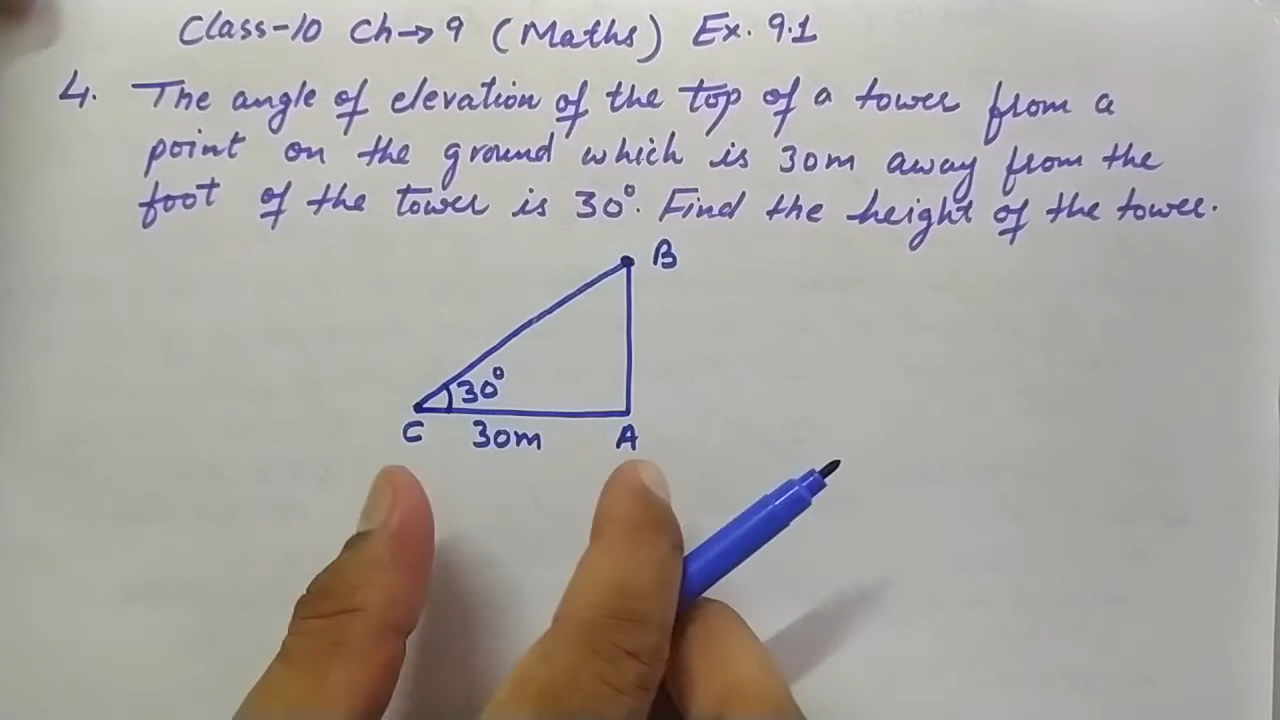 Class-10 Ch→9 (Maths) Ex. 9.1
4. The angle of elevation of the top of a tower from a
point on the ground which is 30m away from the
foot of the tower is 30°. Find the height of the tower.
B
30°
C 30m A